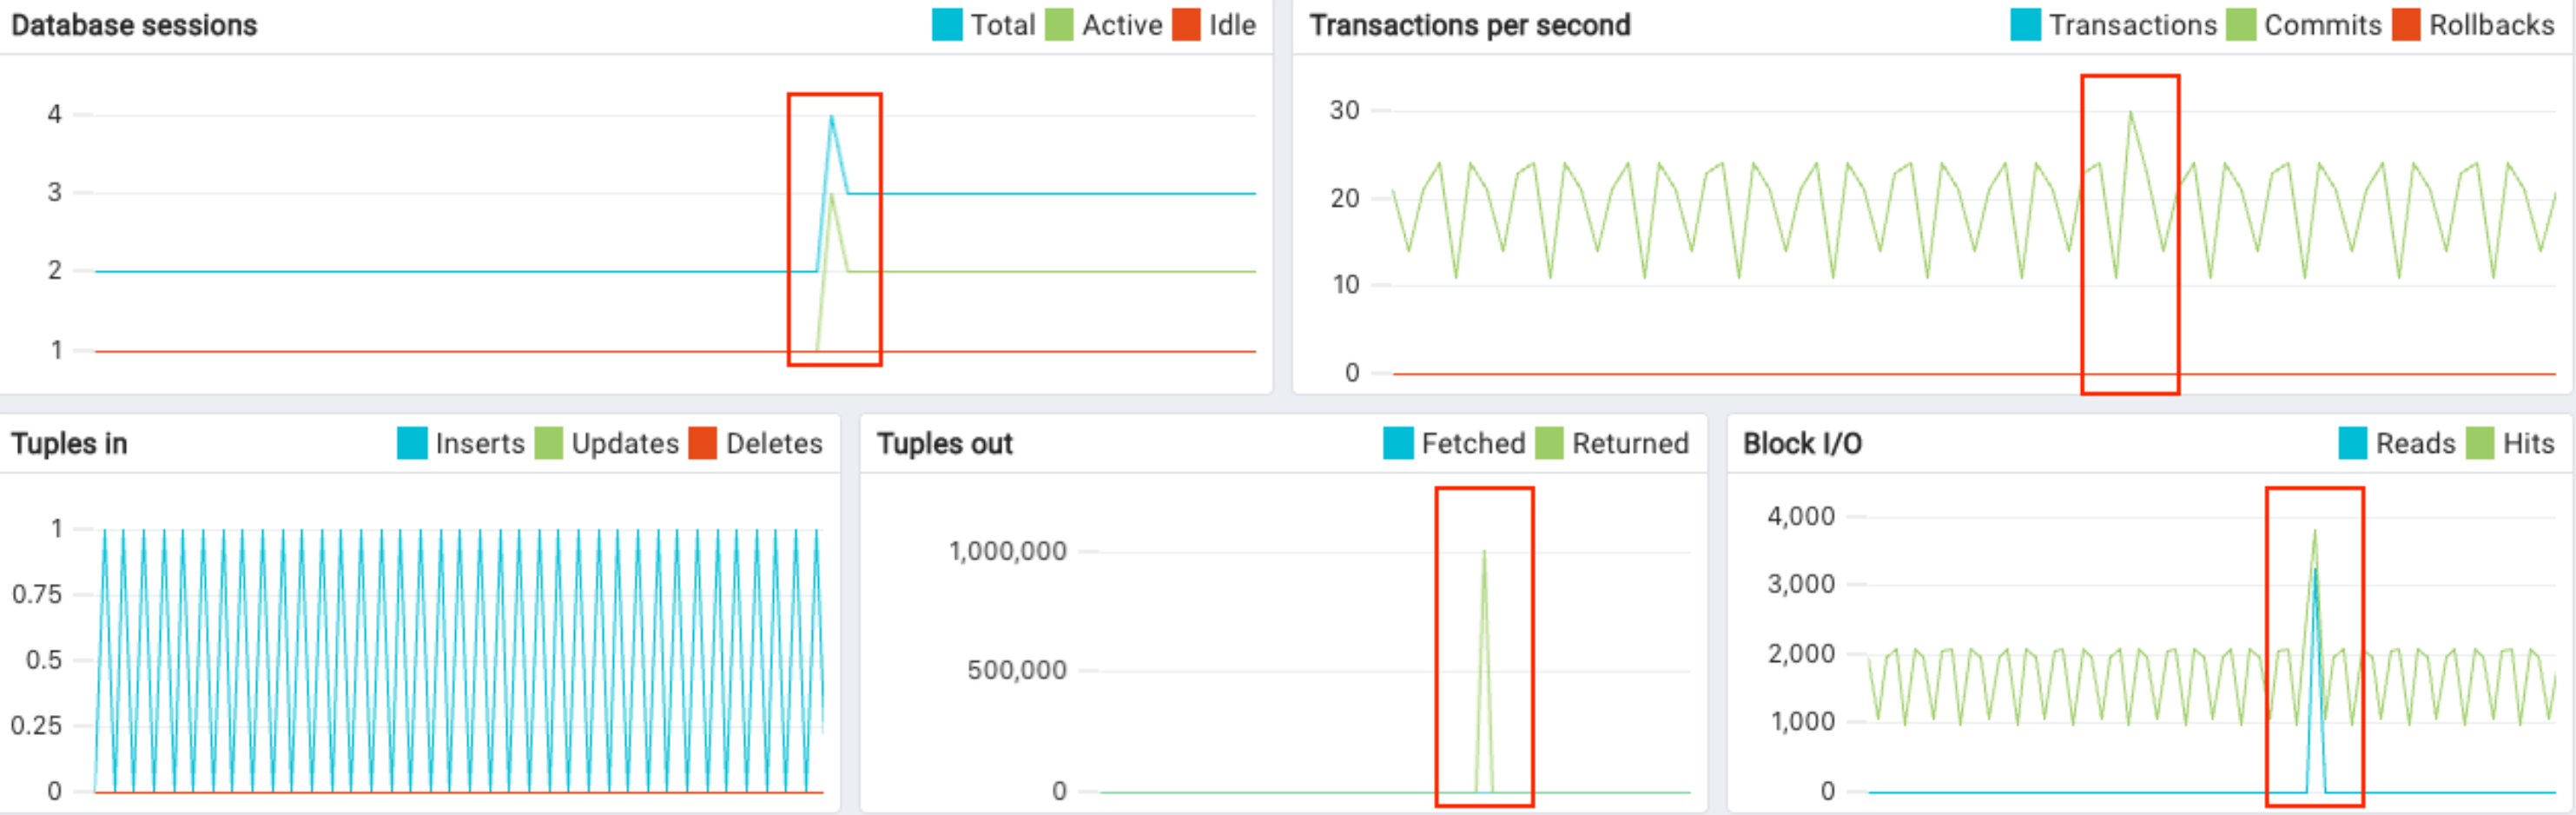 Database sessions
Total Active Idle
4
3
2
1
Transactions per second
Transactions Commits Rollbacks
30
20
10
0
Tuples in
Inserts Updates Deletes
1
0.75
0.5
0.25
0
Tuples out
Fetched Returned
1,000,000
500,000
0
Block I/O
Reads Hits
4,000
3,000
2,000
1,000
0